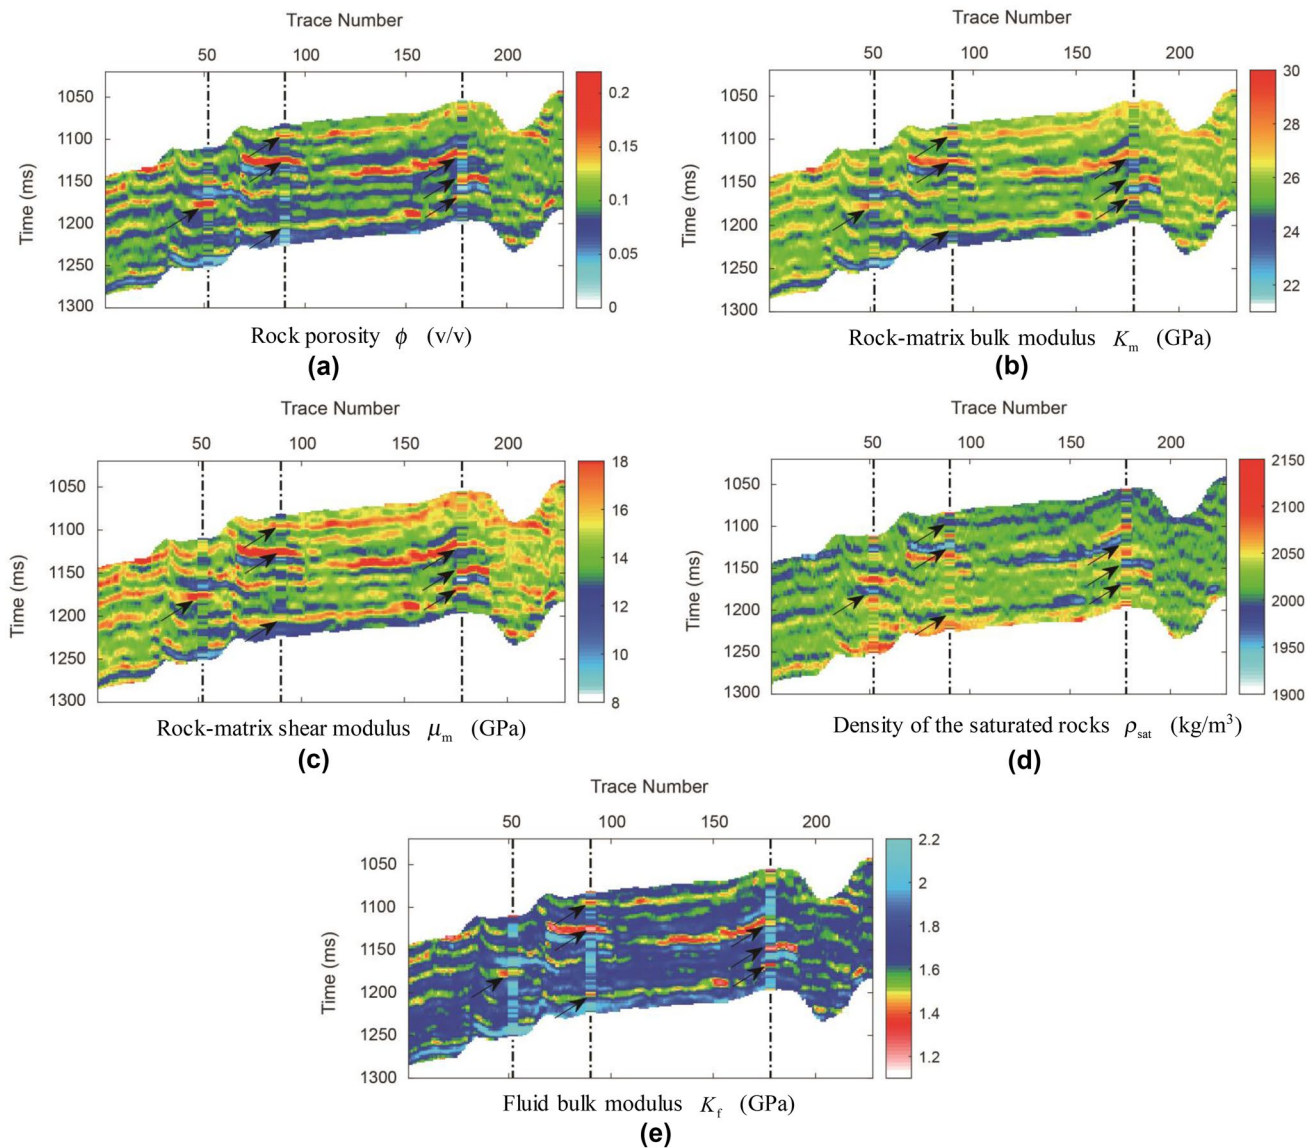 Trace Number
50 100 150 200
1050
1100
1150
1200
1250
1300
Time (ms)
0.2
0.15
0.1
0.05
0
Rock porosity ϕ (v/v)
(a)
Trace Number
50 100 150 200
1050
1100
1150
1200
1250
1300
Time (ms)
30
28
26
24
22
Rock-matrix bulk modulus Km (GPa)
(b)
Trace Number
50 100 150 200
1050
1100
1150
1200
1250
1300
Time (ms)
18
16
14
12
10
8
Rock-matrix shear modulus μm (GPa)
(c)
Trace Number
50 100 150 200
1050
1100
1150
1200
1250
1300
Time (ms)
2150
2100
2050
2000
1950
1900
Density of the saturated rocks ρsat (kg/m³)
(d)
Trace Number
50 100 150 200
1050
1100
1150
1200
1250
1300
Time (ms)
2.2
2
1.8
1.6
1.4
1.2
Fluid bulk modulus Kf (GPa)
(e)